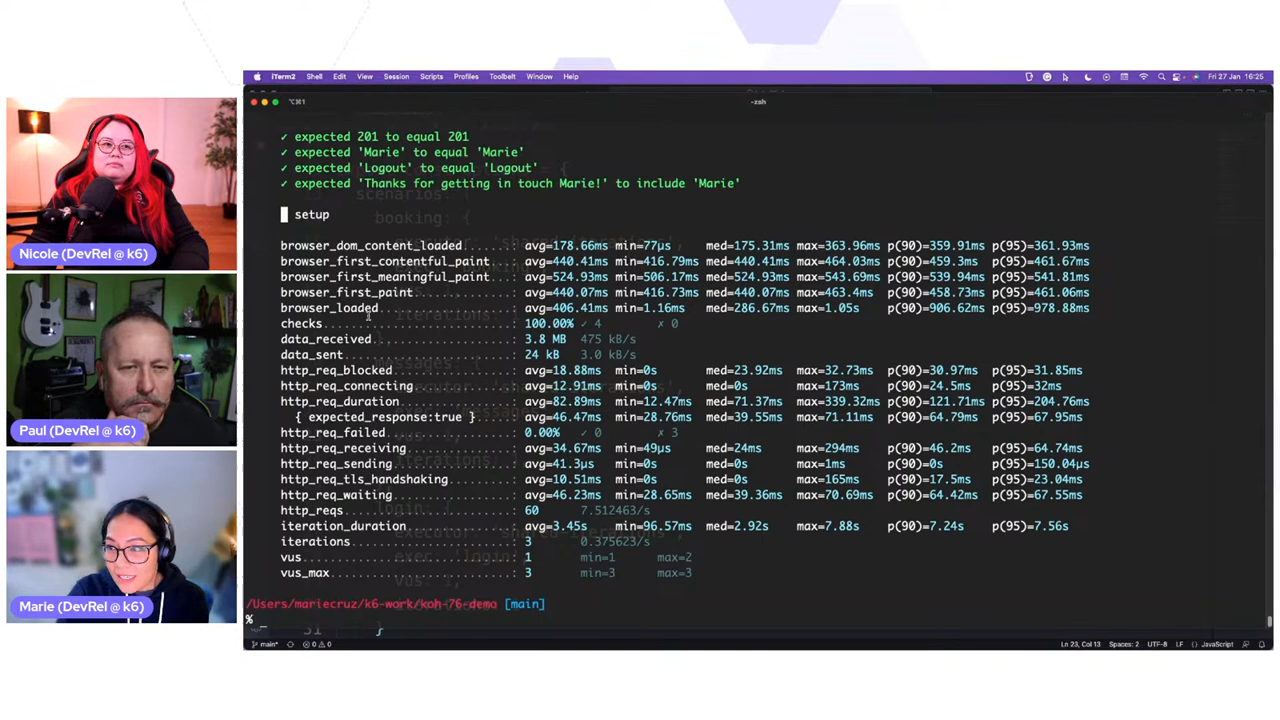 iTerm2 Shell Edit View Session Scripts Profiles Toolbelt Window Help Fri 27 Jan 16:25
⌥⌘1 -zsh
✓ expected 201 to equal 201
✓ expected 'Marie' to equal 'Marie'
✓ expected 'Logout' to equal 'Logout'
✓ expected 'Thanks for getting in touch Marie!' to include 'Marie'
scenarios: {
booking: {
█ setup
browser_dom_content_loaded.......: avg=178.66ms min=77µs med=175.31ms max=363.96ms p(90)=359.91ms p(95)=361.93ms
browser_first_contentful_paint...: avg=440.41ms min=416.79ms med=440.41ms max=464.03ms p(90)=459.3ms p(95)=461.67ms
browser_first_meaningful_paint...: avg=524.93ms min=506.17ms med=524.93ms max=543.69ms p(90)=539.94ms p(95)=541.81ms
browser_first_paint..............: avg=440.07ms min=416.73ms med=440.07ms max=463.4ms p(90)=458.73ms p(95)=461.06ms
browser_loaded...................: avg=406.41ms min=1.16ms med=286.67ms max=1.05s p(90)=906.62ms p(95)=978.88ms
checks...........................: 100.00% ✓ 4 ✗ 0
data_received....................: 3.8 MB 475 kB/s
data_sent........................: 24 kB 3.0 kB/s
http_req_blocked.................: avg=18.88ms min=0s med=23.92ms max=32.73ms p(90)=30.97ms p(95)=31.85ms
http_req_connecting..............: avg=12.91ms min=0s med=0s max=173ms p(90)=24.5ms p(95)=32ms
http_req_duration................: avg=82.89ms min=12.47ms med=71.37ms max=339.32ms p(90)=121.71ms p(95)=204.76ms
{ expected_response:true }.......: avg=46.47ms min=28.76ms med=39.55ms max=71.11ms p(90)=64.79ms p(95)=67.95ms
http_req_failed..................: 0.00% ✓ 0 ✗ 3
http_req_receiving...............: avg=34.67ms min=49µs med=24ms max=294ms p(90)=46.2ms p(95)=64.74ms
http_req_sending.................: avg=41.3µs min=0s med=0s max=1ms p(90)=0s p(95)=150.04µs
http_req_tls_handshaking.........: avg=10.51ms min=0s med=0s max=165ms p(90)=17.5ms p(95)=23.04ms
http_req_waiting.................: avg=46.23ms min=28.65ms med=39.36ms max=70.69ms p(90)=64.42ms p(95)=67.55ms
http_reqs........................: 60 7.512463/s
iteration_duration...............: avg=3.45s min=96.57ms med=2.92s max=7.88s p(90)=7.24s p(95)=7.56s
iterations.......................: 3 0.375623/s
vus..............................: 1 min=1 max=2
vus_max..........................: 3 min=3 max=3
/Users/mariecruz/k6-work/koh-76-demo [main]
% _
31 }
main* 0 0 Ln 23, Col 13 Spaces: 2 UTF-8 LF JavaScript
Nicole (DevRel @ k6)
Paul (DevRel @ k6)
Marie (DevRel @ k6)